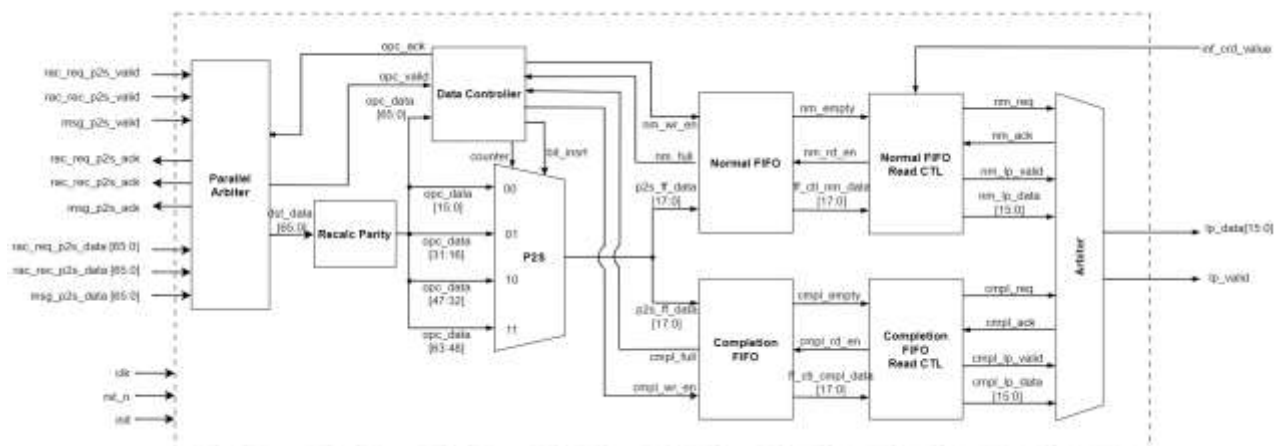 opc_ack
inf_crd_value
rac_req_p2s_valid
opc_valid
rac_rec_p2s_valid
opc_data
[65:0]
Data Controller
nm_empty
nm_req
msg_p2s_valid
nm_wr_en
nm_ack
rac_req_p2s_ack
counter
nm_full
Normal FIFO
nm_rd_en
Normal FIFO
Read CTL
rac_rec_p2s_ack
Parallel
Arbiter
00
nm_lp_valid
msg_p2s_ack
opc_data
[15:0]
p2s_ff_data
[17:0]
ff_ctl_nm_data
[17:0]
nm_lp_data
[15:0]
[65:0]
Recalc Parity
01
lp_data[15:0]
rac_req_p2s_data [65:0]
opc_data
[31:16]
P2S
Arbiter
rac_rec_p2s_data [65:0]
10
lp_valid
msg_p2s_data [65:0]
opc_data
[47:32]
cmpl_empty
cmpl_req
p2s_ff_data
[17:0]
11
cmpl_ack
opc_data
[63:48]
cmpl_full
Completion
FIFO
cmpl_rd_en
Completion
FIFO
Read CTL
cmpl_lp_valid
clk
ff_ctl_cmpl_data
[17:0]
cmpl_lp_data
[15:0]
cmpl_wr_en
init